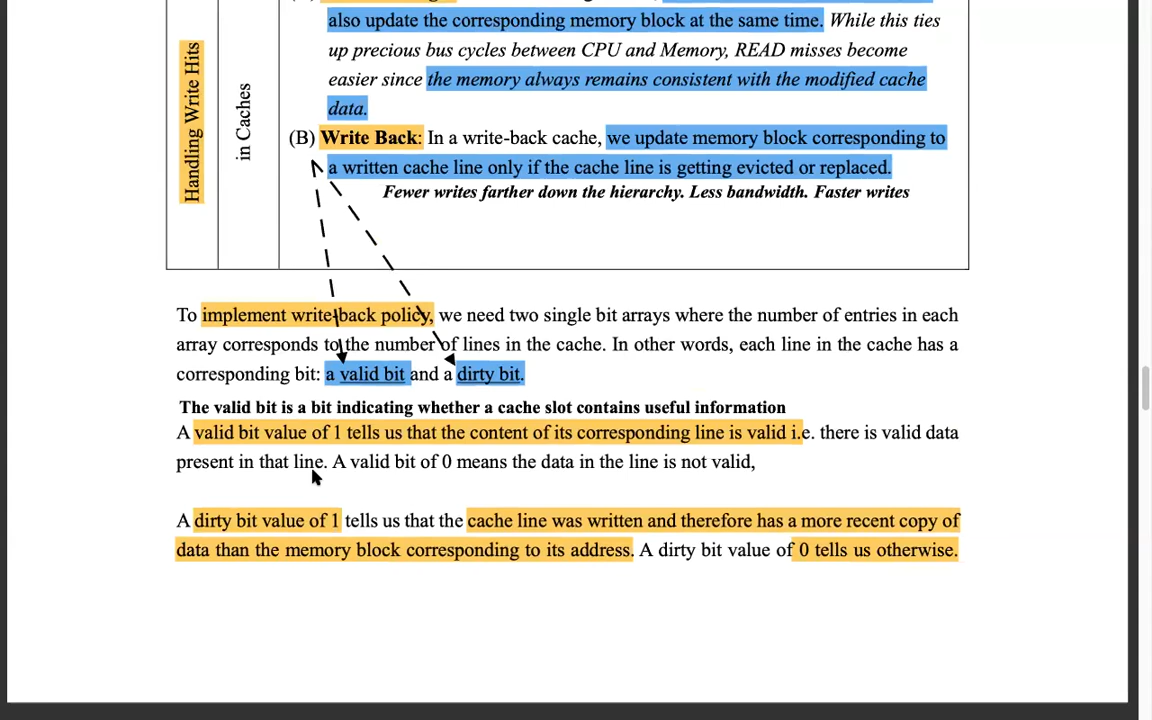 also update the corresponding memory block at the same time. While this ties
up precious bus cycles between CPU and Memory, READ misses become
easier since the memory always remains consistent with the modified cache
data.
Handling Write Hits
in Caches
(B) Write Back: In a write-back cache, we update memory block corresponding to
a written cache line only if the cache line is getting evicted or replaced.
Fewer writes farther down the hierarchy. Less bandwidth. Faster writes
To implement write-back policy, we need two single bit arrays where the number of entries in each
array corresponds to the number of lines in the cache. In other words, each line in the cache has a
corresponding bit: a valid bit and a dirty bit.
The valid bit is a bit indicating whether a cache slot contains useful information
A valid bit value of 1 tells us that the content of its corresponding line is valid i.e. there is valid data
present in that line. A valid bit of 0 means the data in the line is not valid,
A dirty bit value of 1 tells us that the cache line was written and therefore has a more recent copy of
data than the memory block corresponding to its address. A dirty bit value of 0 tells us otherwise.